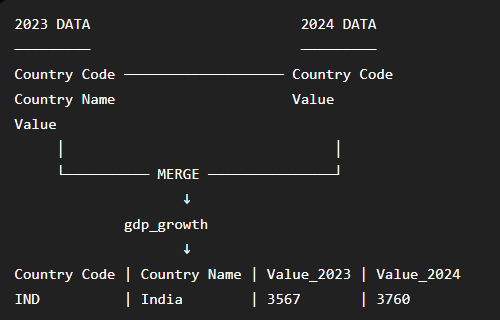 2023 DATA 2024 DATA
Country Code Country Code
Country Name Value
Value
MERGE
↓
gdp_growth
↓
Country Code | Country Name | Value_2023 | Value_2024
IND | India | 3567 | 3760